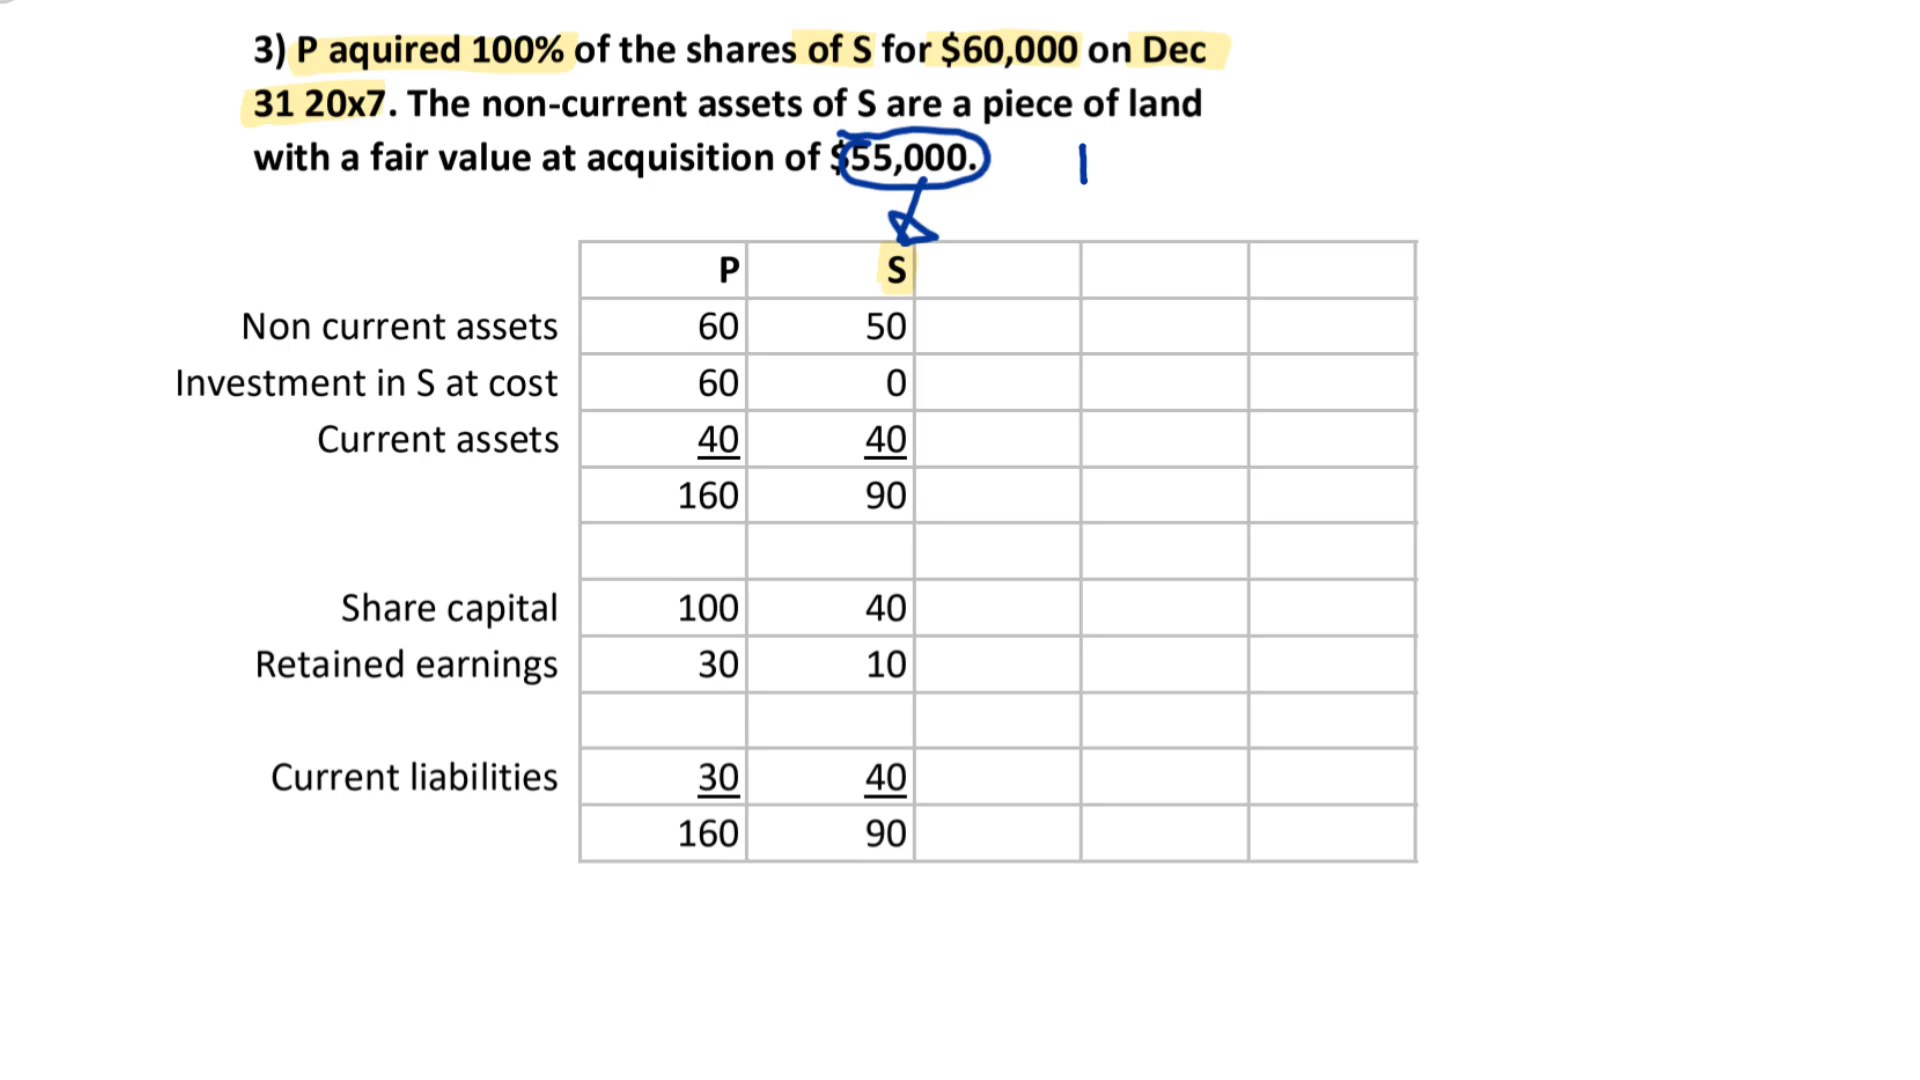 3) P aquired 100% of the shares of S for $60,000 on Dec
31 20x7. The non-current assets of S are a piece of land
with a fair value at acquisition of $55,000.
P S
Non current assets 60 50
Investment in S at cost 60 0
Current assets 40 40
160 90
Share capital 100 40
Retained earnings 30 10
Current liabilities 30 40
160 90